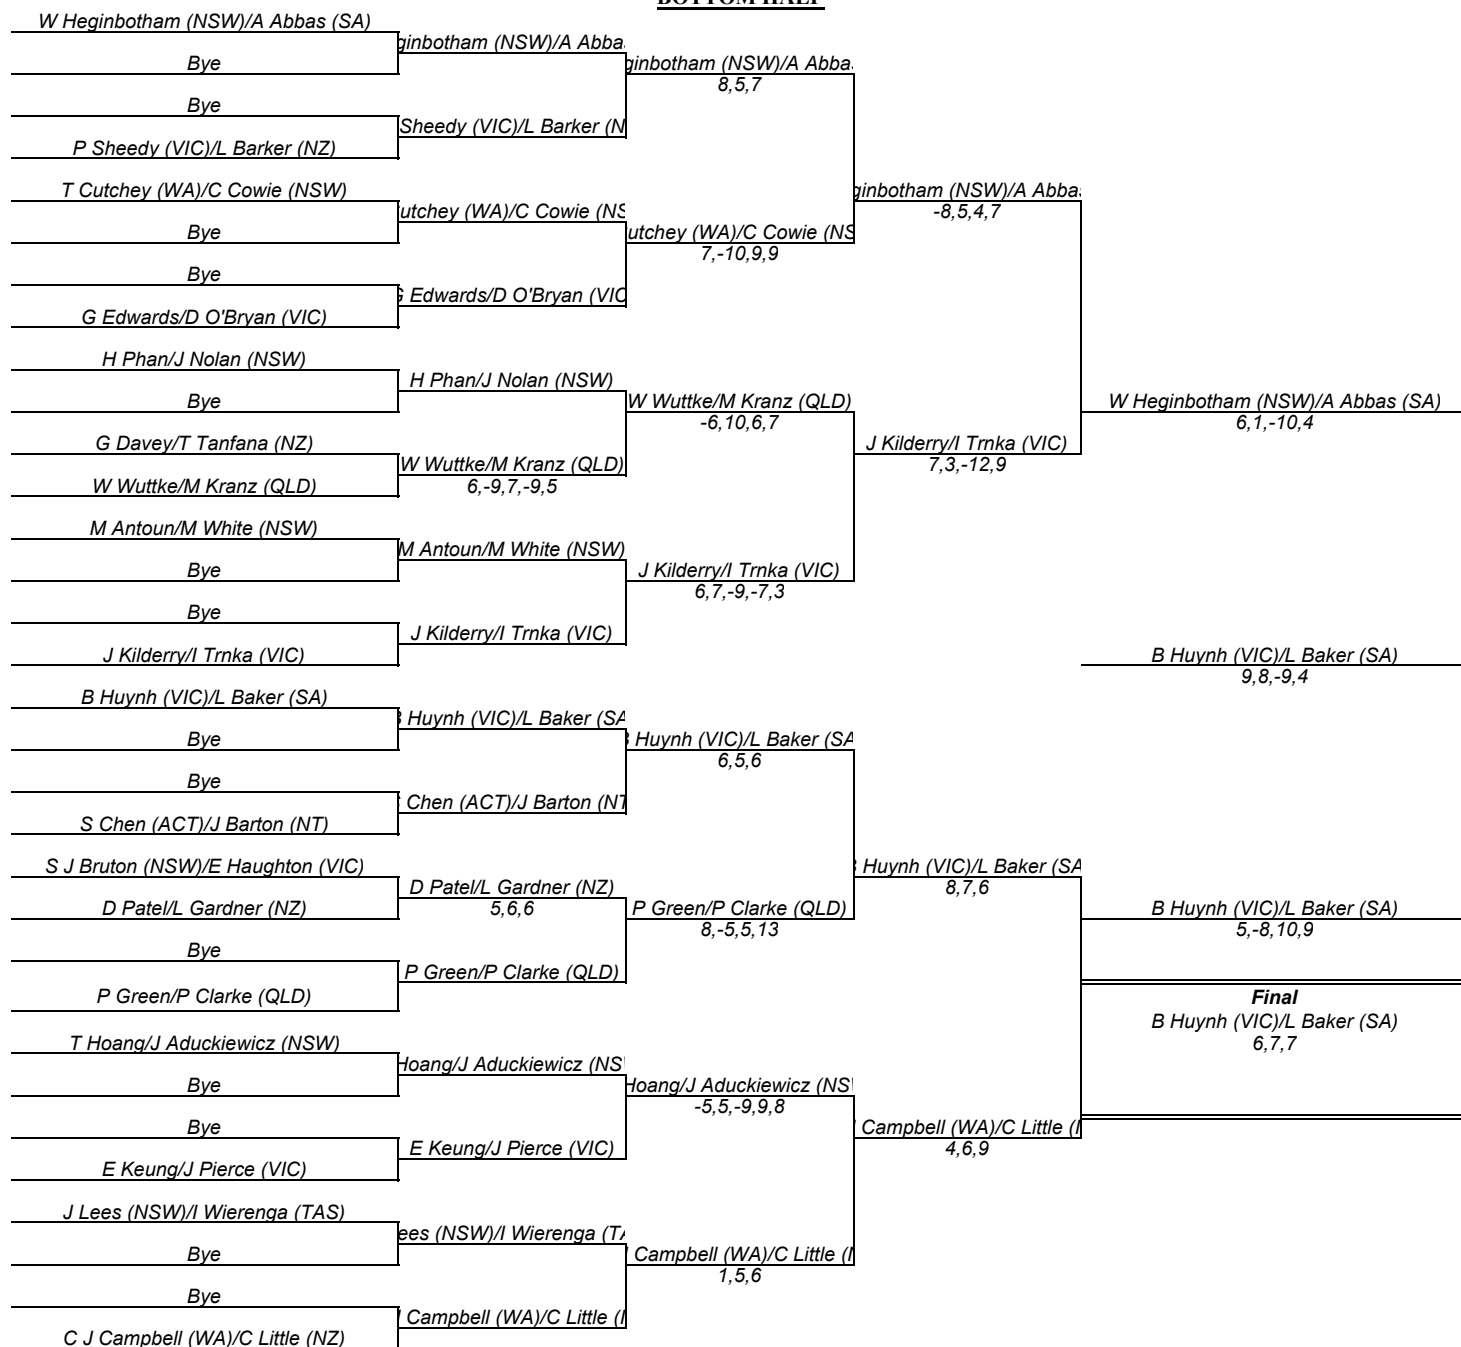 BOTTOM HALF
W Heginbotham (NSW)/A Abbas (SA)
Bye
Bye
P Sheedy (VIC)/L Barker (NZ)
T Cutchey (WA)/C Cowie (NSW)
Bye
Bye
G Edwards/D O'Bryan (VIC)
H Phan/J Nolan (NSW)
Bye
G Davey/T Tanfana (NZ)
W Wuttke/M Kranz (QLD)
M Antoun/M White (NSW)
Bye
Bye
J Kilderry/I Trnka (VIC)
B Huynh (VIC)/L Baker (SA)
Bye
Bye
S Chen (ACT)/J Barton (NT)
S J Bruton (NSW)/E Haughton (VIC)
D Patel/L Gardner (NZ)
Bye
P Green/P Clarke (QLD)
T Hoang/J Aduckiewicz (NSW)
Bye
Bye
E Keung/J Pierce (VIC)
J Lees (NSW)/I Wierenga (TAS)
Bye
Bye
C J Campbell (WA)/C Little (NZ)
ginbotham (NSW)/A Abba
Sheedy (VIC)/L Barker (N
utchey (WA)/C Cowie (NS
G Edwards/D O'Bryan (VIC
H Phan/J Nolan (NSW)
W Wuttke/M Kranz (QLD)
6,-9,7,-9,5
M Antoun/M White (NSW)
J Kilderry/I Trnka (VIC)
Huynh (VIC)/L Baker (SA
Chen (ACT)/J Barton (NT
D Patel/L Gardner (NZ)
5,6,6
P Green/P Clarke (QLD)
Hoang/J Aduckiewicz (NS
E Keung/J Pierce (VIC)
ees (NSW)/I Wierenga (TA
Campbell (WA)/C Little (
ginbotham (NSW)/A Abba
8,5,7
utchey (WA)/C Cowie (NS
7,-10,9,9
W Wuttke/M Kranz (QLD)
-6,10,6,7
J Kilderry/I Trnka (VIC)
6,7,-9,-7,3
Huynh (VIC)/L Baker (SA
6,5,6
P Green/P Clarke (QLD)
8,-5,5,13
Hoang/J Aduckiewicz (NS
-5,5,-9,9,8
Campbell (WA)/C Little (
1,5,6
ginbotham (NSW)/A Abba
-8,5,4,7
J Kilderry/I Trnka (VIC)
7,3,-12,9
Huynh (VIC)/L Baker (SA
8,7,6
Campbell (WA)/C Little (
4,6,9
W Heginbotham (NSW)/A Abbas (SA)
6,1,-10,4
B Huynh (VIC)/L Baker (SA)
9,8,-9,4
B Huynh (VIC)/L Baker (SA)
5,-8,10,9
Final
B Huynh (VIC)/L Baker (SA)
6,7,7